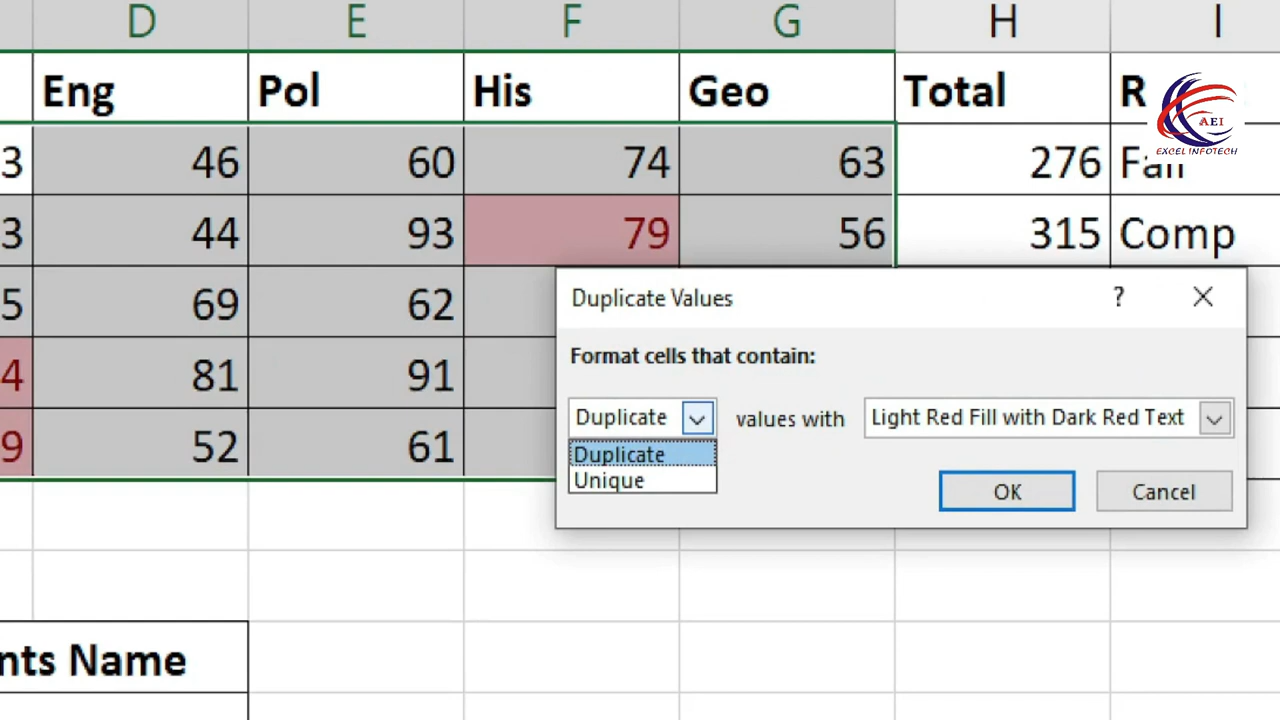 D E F G H I
Eng Pol His Geo Total R
3 46 60 74 63 276 Fail
3 44 93 79 56 315 Comp
5 69 62
4 81 91
9 52 61
AEI
EXCEL INFOTECH
Duplicate Values ?
Format cells that contain:
Duplicate values with Light Red Fill with Dark Red Text
Duplicate
Unique
OK Cancel
nts Name